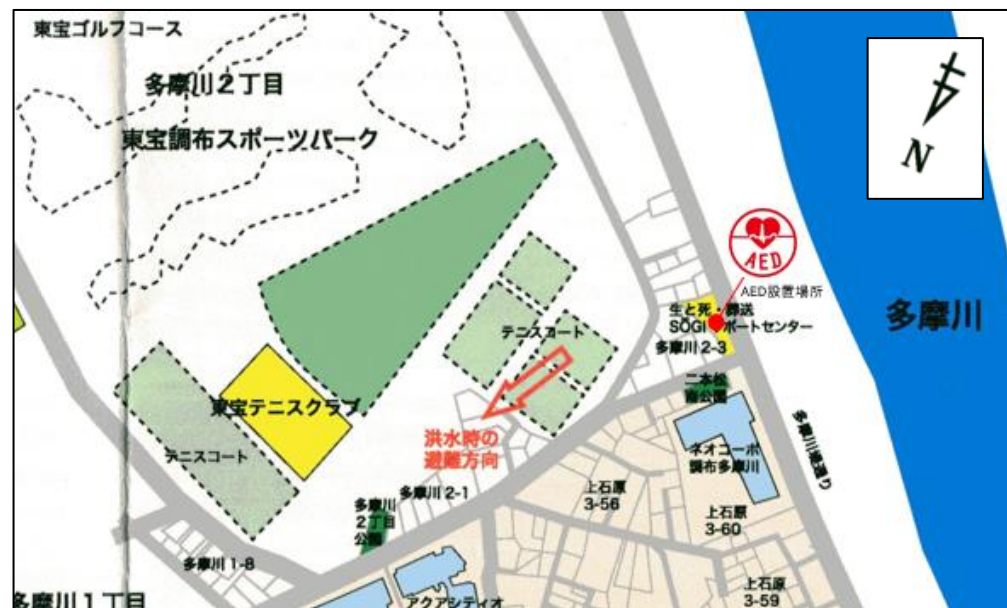 東宝ゴルフコース
多摩川2丁目
東宝調布スポーツパーク
N
AED
AED設置場所
生と死・葬送
SOGI
ポートセンター
多摩川2-3
多摩川
テニスコート
二本松
南公園
東宝テニスクラブ
洪水時の
避難方向
テニスコート
ネオコーポ
調布多摩川
多摩川堤通り
多摩川2-1
上石原
3-56
上石原
3-60
多摩川
2丁目
公園
多摩川1-8
上石原
3-59
多摩川1丁目
アクアシティオ